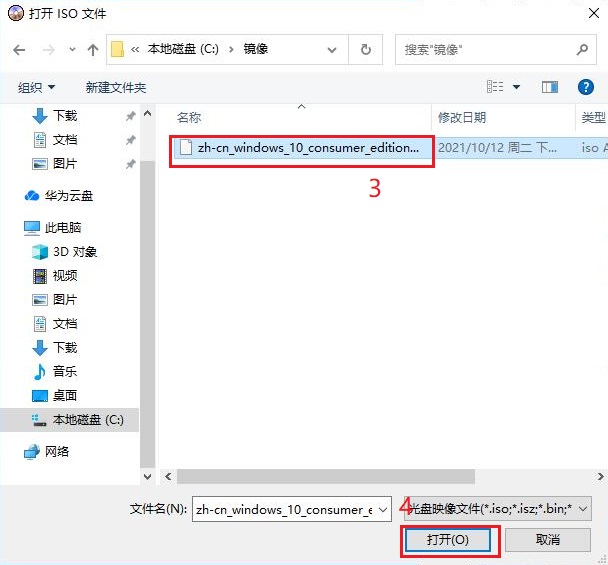 打开 ISO 文件
« 本地磁盘 (C:) › 镜像
搜索"镜像"
组织
新建文件夹
?
名称
修改日期
类型
下载
文档
图片
华为云盘
此电脑
3D 对象
视频
图片
文档
下载
音乐
桌面
本地磁盘 (C:)
网络
zh-cn_windows_10_consumer_edition...
2021/10/12 周二 下...
iso A
3
文件名(N):
zh-cn_windows_10_consumer_e
4
光盘映像文件(*.iso;*.isz;*.bin;*
打开(O)
取消